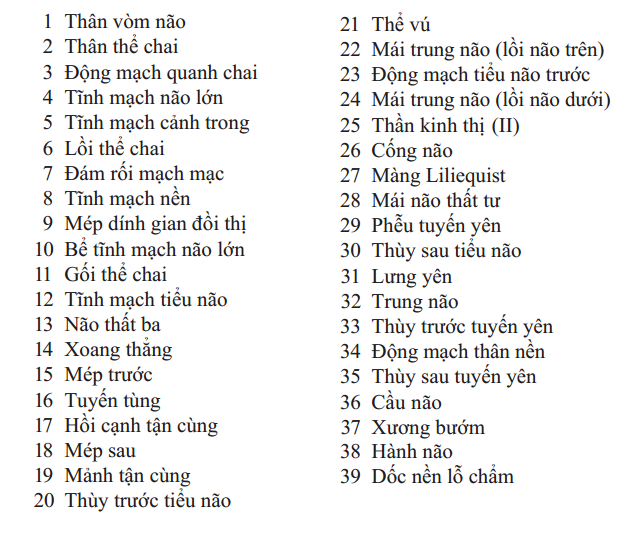 1 Thân vòm não
2 Thân thể chai
3 Động mạch quanh chai
4 Tĩnh mạch não lớn
5 Tĩnh mạch cảnh trong
6 Lồi thể chai
7 Đám rối mạch mạc
8 Tĩnh mạch nền
9 Mép dính gian đồi thị
10 Bể tĩnh mạch não lớn
11 Gối thể chai
12 Tĩnh mạch tiểu não
13 Não thất ba
14 Xoang thẳng
15 Mép trước
16 Tuyến tùng
17 Hồi cạnh tận cùng
18 Mép sau
19 Mảnh tận cùng
20 Thùy trước tiểu não
21 Thể vú
22 Mái trung não (lồi não trên)
23 Động mạch tiểu não trước
24 Mái trung não (lồi não dưới)
25 Thần kinh thị (II)
26 Cống não
27 Màng Liliequist
28 Mái não thất tư
29 Phễu tuyến yên
30 Thùy sau tiểu não
31 Lưng yên
32 Trung não
33 Thùy trước tuyến yên
34 Động mạch thân nền
35 Thùy sau tuyến yên
36 Cầu não
37 Xương bướm
38 Hành não
39 Dốc nền lỗ chẩm